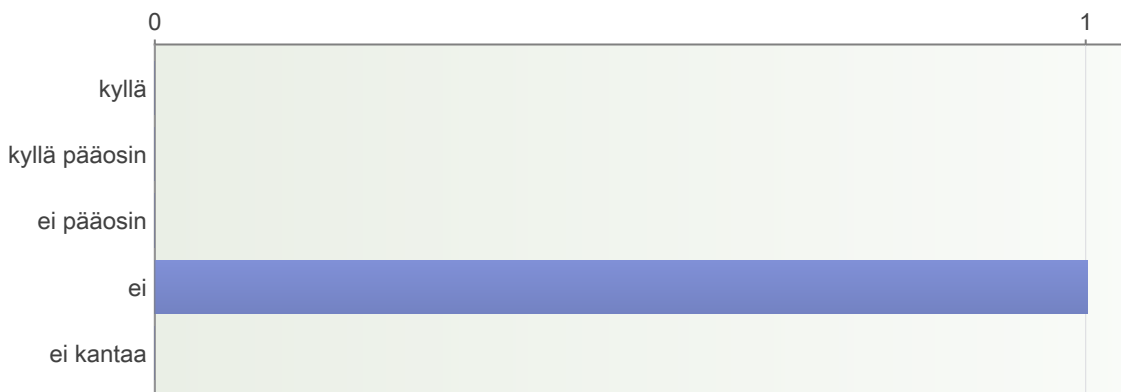 0 1
kyllä
kyllä pääosin
ei pääosin
ei
ei kantaa